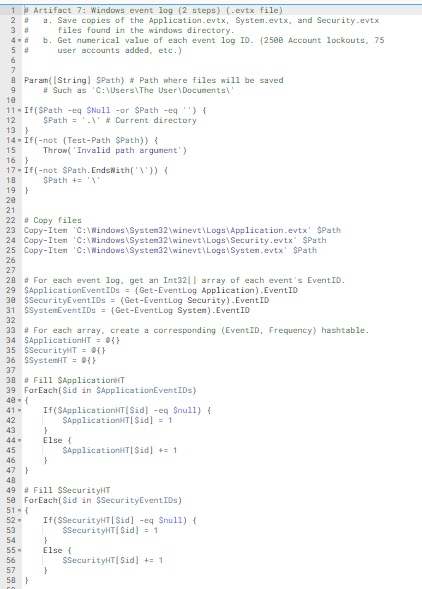 1 # Artifact 7: Windows event log (2 steps) (.evtx file)
2 #   a. Save copies of the Application.evtx, System.evtx, and Security.evtx
3 #      files found in the windows directory.
4 #   b. Get numerical value of each event log ID. (2500 Account lockouts, 75
5 #      user accounts added, etc.)
6
7
8 Param([String] $Path) # Path where files will be saved
9     # Such as 'C:\Users\The User\Documents\'
10
11 If($Path -eq $Null -or $Path -eq '') {
12     $Path = '.\' # Current directory
13 }
14 If(-not (Test-Path $Path)) {
15     Throw('Invalid path argument')
16 }
17 If(-not $Path.EndsWith('\')) {
18     $Path += '\'
19 }
20
21
22 # Copy files
23 Copy-Item 'C:\Windows\System32\winevt\Logs\Application.evtx' $Path
24 Copy-Item 'C:\Windows\System32\winevt\Logs\Security.evtx' $Path
25 Copy-Item 'C:\Windows\System32\winevt\Logs\System.evtx' $Path
26
27
28 # For each event log, get an Int32[] array of each event's EventID.
29 $ApplicationEventIDs = (Get-EventLog Application).EventID
30 $SecurityEventIDs = (Get-EventLog Security).EventID
31 $SystemEventIDs = (Get-EventLog System).EventID
32
33 # For each array, create a corresponding (EventID, Frequency) hashtable.
34 $ApplicationHT = @{}
35 $SecurityHT = @{}
36 $SystemHT = @{}
37
38 # Fill $ApplicationHT
39 ForEach($id in $ApplicationEventIDs)
40 {
41     If($ApplicationHT[$id] -eq $null) {
42         $ApplicationHT[$id] = 1
43     }
44     Else {
45         $ApplicationHT[$id] += 1
46     }
47 }
48
49 # Fill $SecurityHT
50 ForEach($id in $SecurityEventIDs)
51 {
52     If($SecurityHT[$id] -eq $null) {
53         $SecurityHT[$id] = 1
54     }
55     Else {
56         $SecurityHT[$id] += 1
57     }
58 }